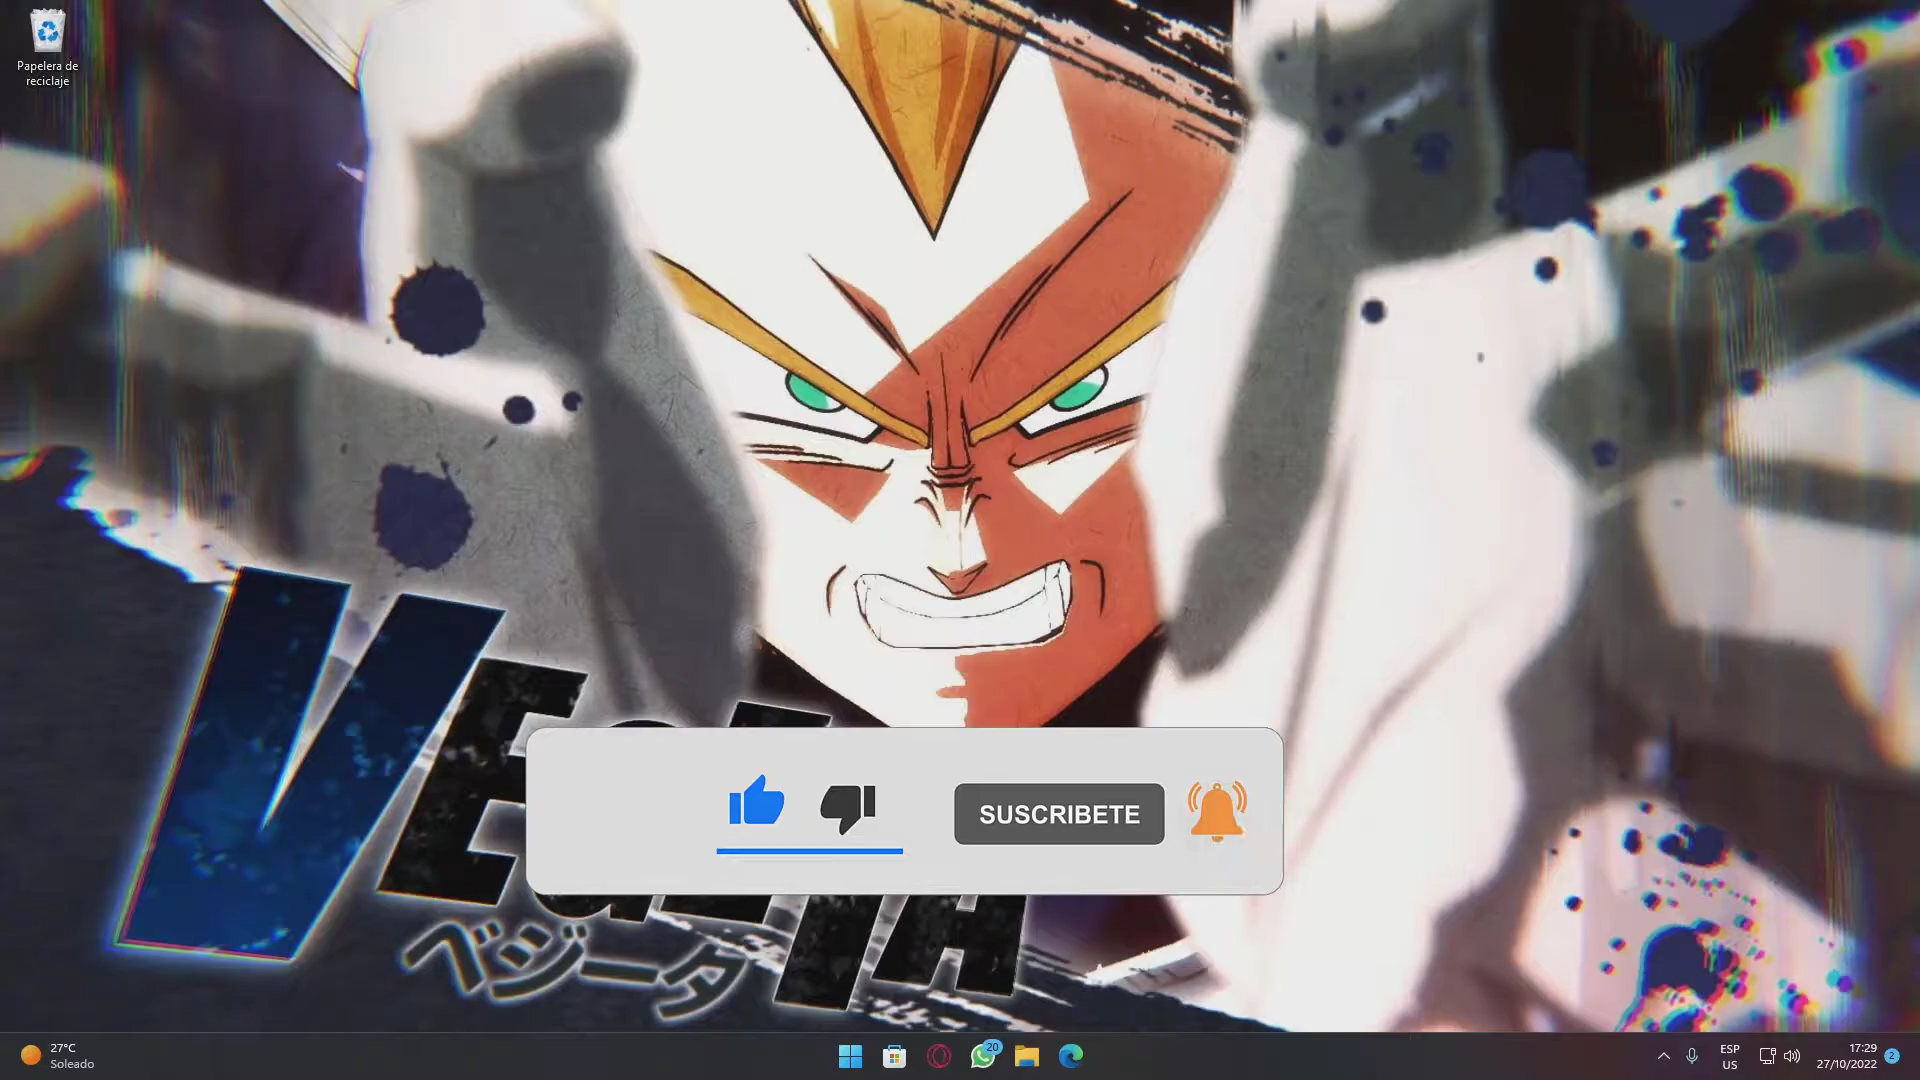 Papelera de
reciclaje
VEGETA
ベジータ
SUSCRIBETE
27°C
Soleado
20
ESP
US
17:29
27/10/2022
2